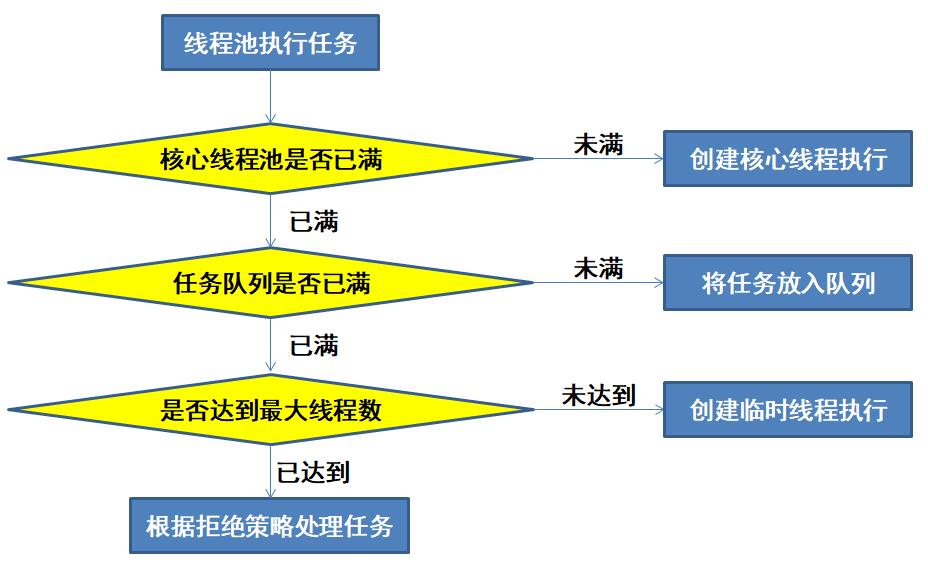 线程池执行任务
核心线程池是否已满
未满
创建核心线程执行
已满
任务队列是否已满
未满
将任务放入队列
已满
是否达到最大线程数
未达到
创建临时线程执行
已达到
根据拒绝策略处理任务